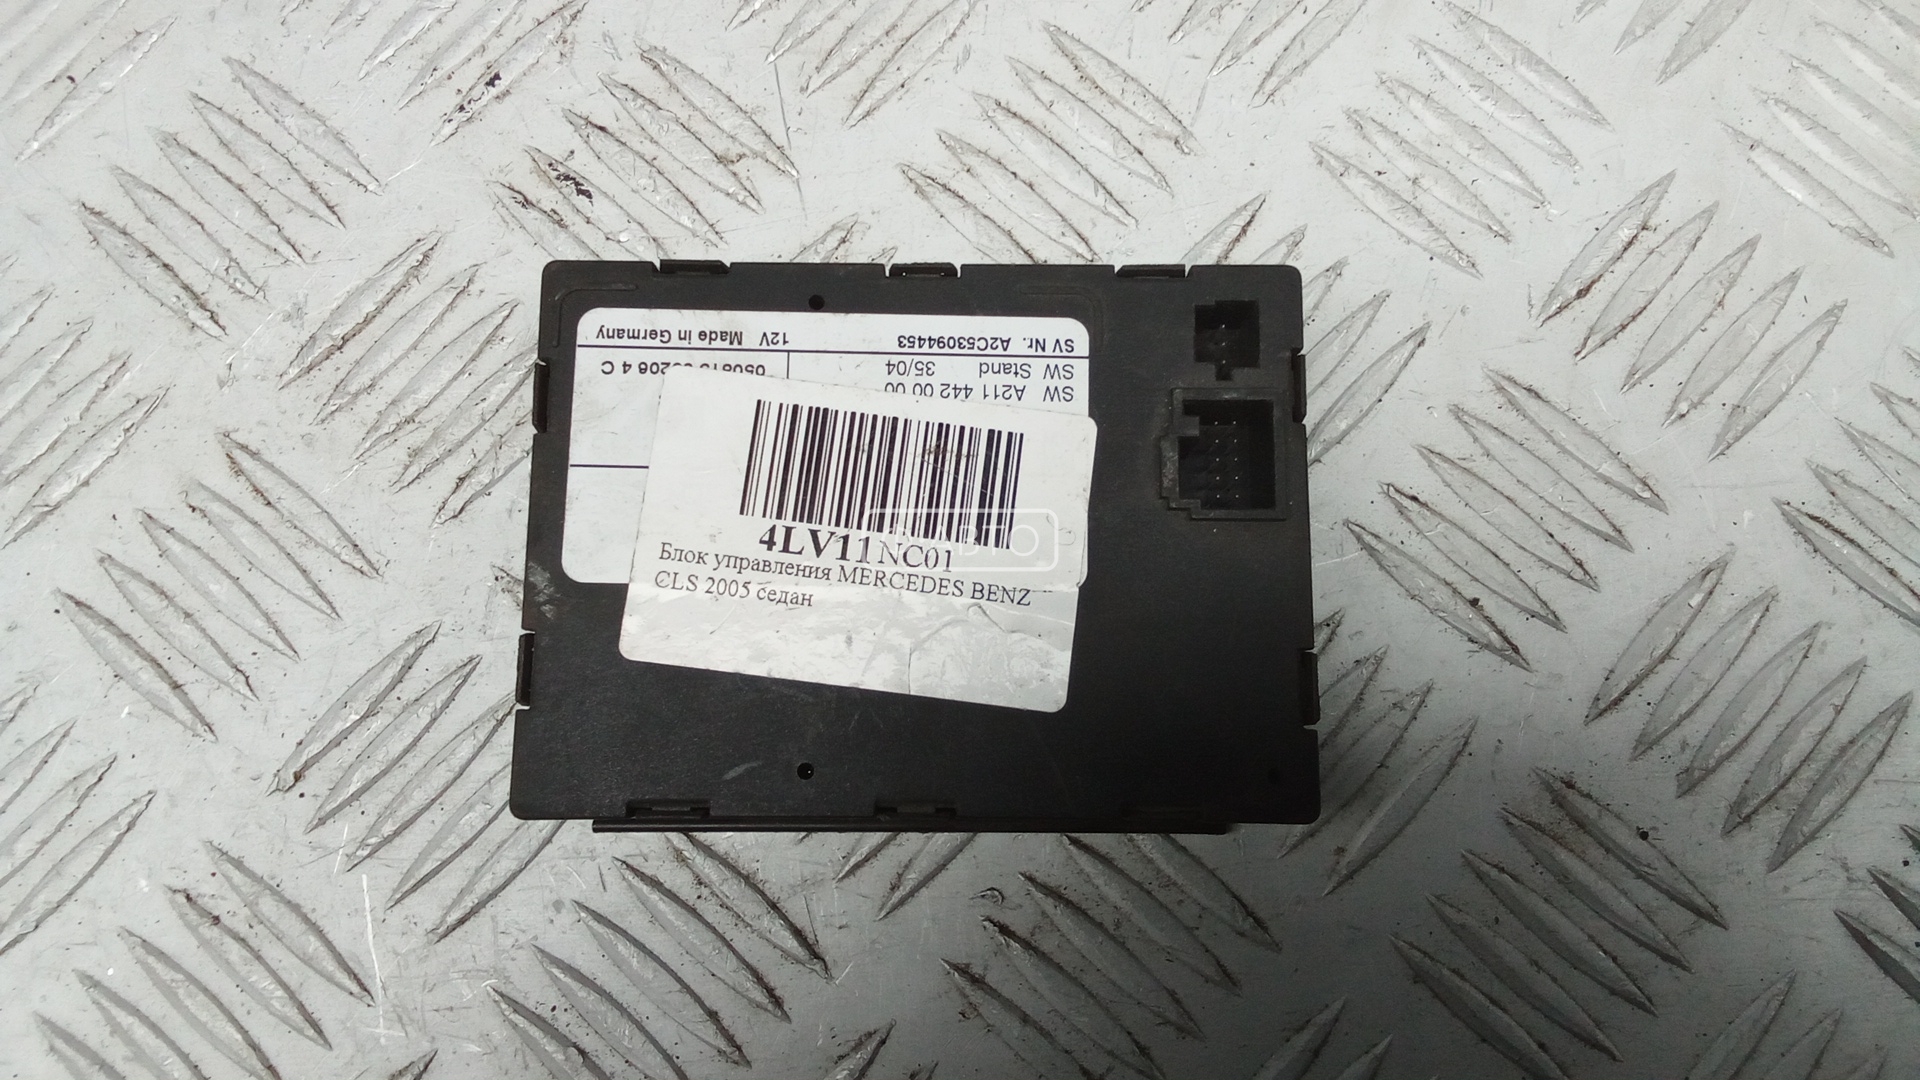 SV Nr. A2C53094453 12V Made in Germany
SW Stand 35/04
SW A211 442 00 00
4LV11NC01
Блок управления MERCEDES BENZ
CLS 2005 седан